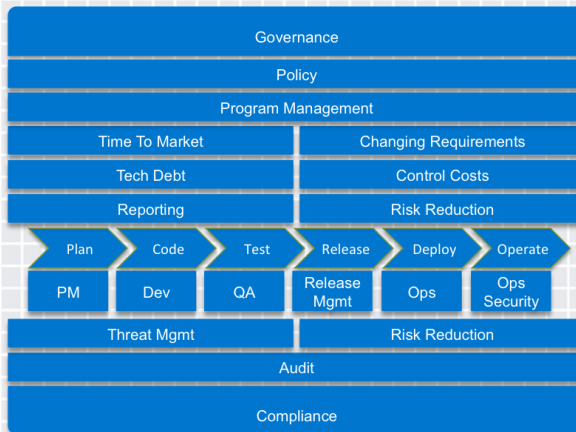 Governance
Policy
Program Management
Time To Market
Changing Requirements
Tech Debt
Control Costs
Reporting
Risk Reduction
Plan
Code
Test
Release
Deploy
Operate
PM
Dev
QA
Release
Mgmt
Ops
Ops
Security
Threat Mgmt
Risk Reduction
Audit
Compliance